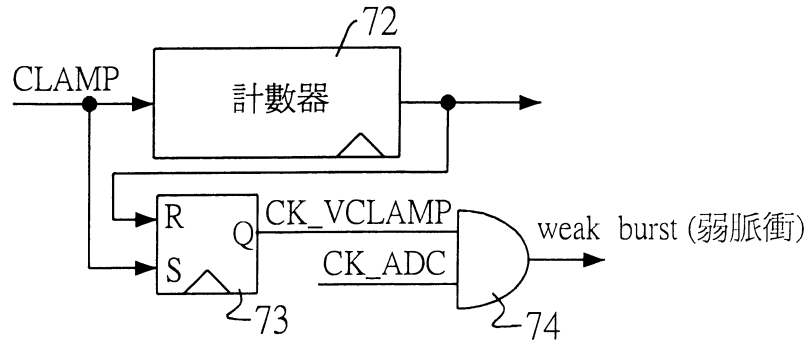 72
CLAMP
計數器
R
Q
S
CK_VCLAMP
CK_ADC
weak burst (弱脈衝)
73
74